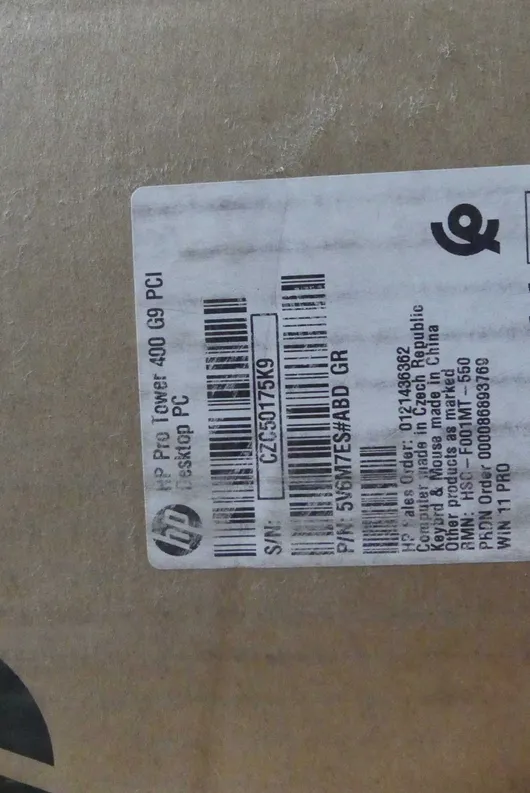 hp
HP Pro Tower 400 G9 PCI
Desktop PC
S/N: CZC50175K9
P/N: 5V6M7ES#ABD GR
HP Sales Order: 0121436362
Computer made in Czech Republic
Keybrd & Mouse made in China
Other products as marked
RMN: HSC-F001MT-550
PRDN Order 000086693769
WIN 11 PRO